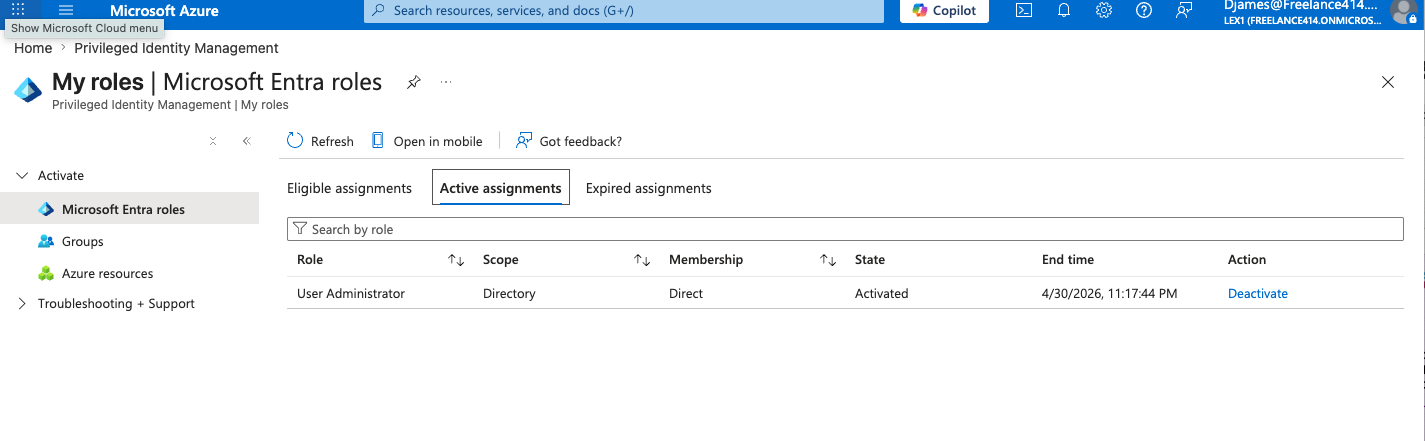 Microsoft Azure
Search resources, services, and docs (G+/)
Copilot
Djames@Freelance414....
LEX1 (FREELANCE414.ONMICROS...
Show Microsoft Cloud menu
Home > Privileged Identity Management
My roles | Microsoft Entra roles
...
Privileged Identity Management | My roles
Refresh
Open in mobile
Got feedback?
Activate
Microsoft Entra roles
Groups
Azure resources
Troubleshooting + Support
Eligible assignments
Active assignments
Expired assignments
Search by role
Role Scope Membership State End time Action
User Administrator Directory Direct Activated 4/30/2026, 11:17:44 PM Deactivate